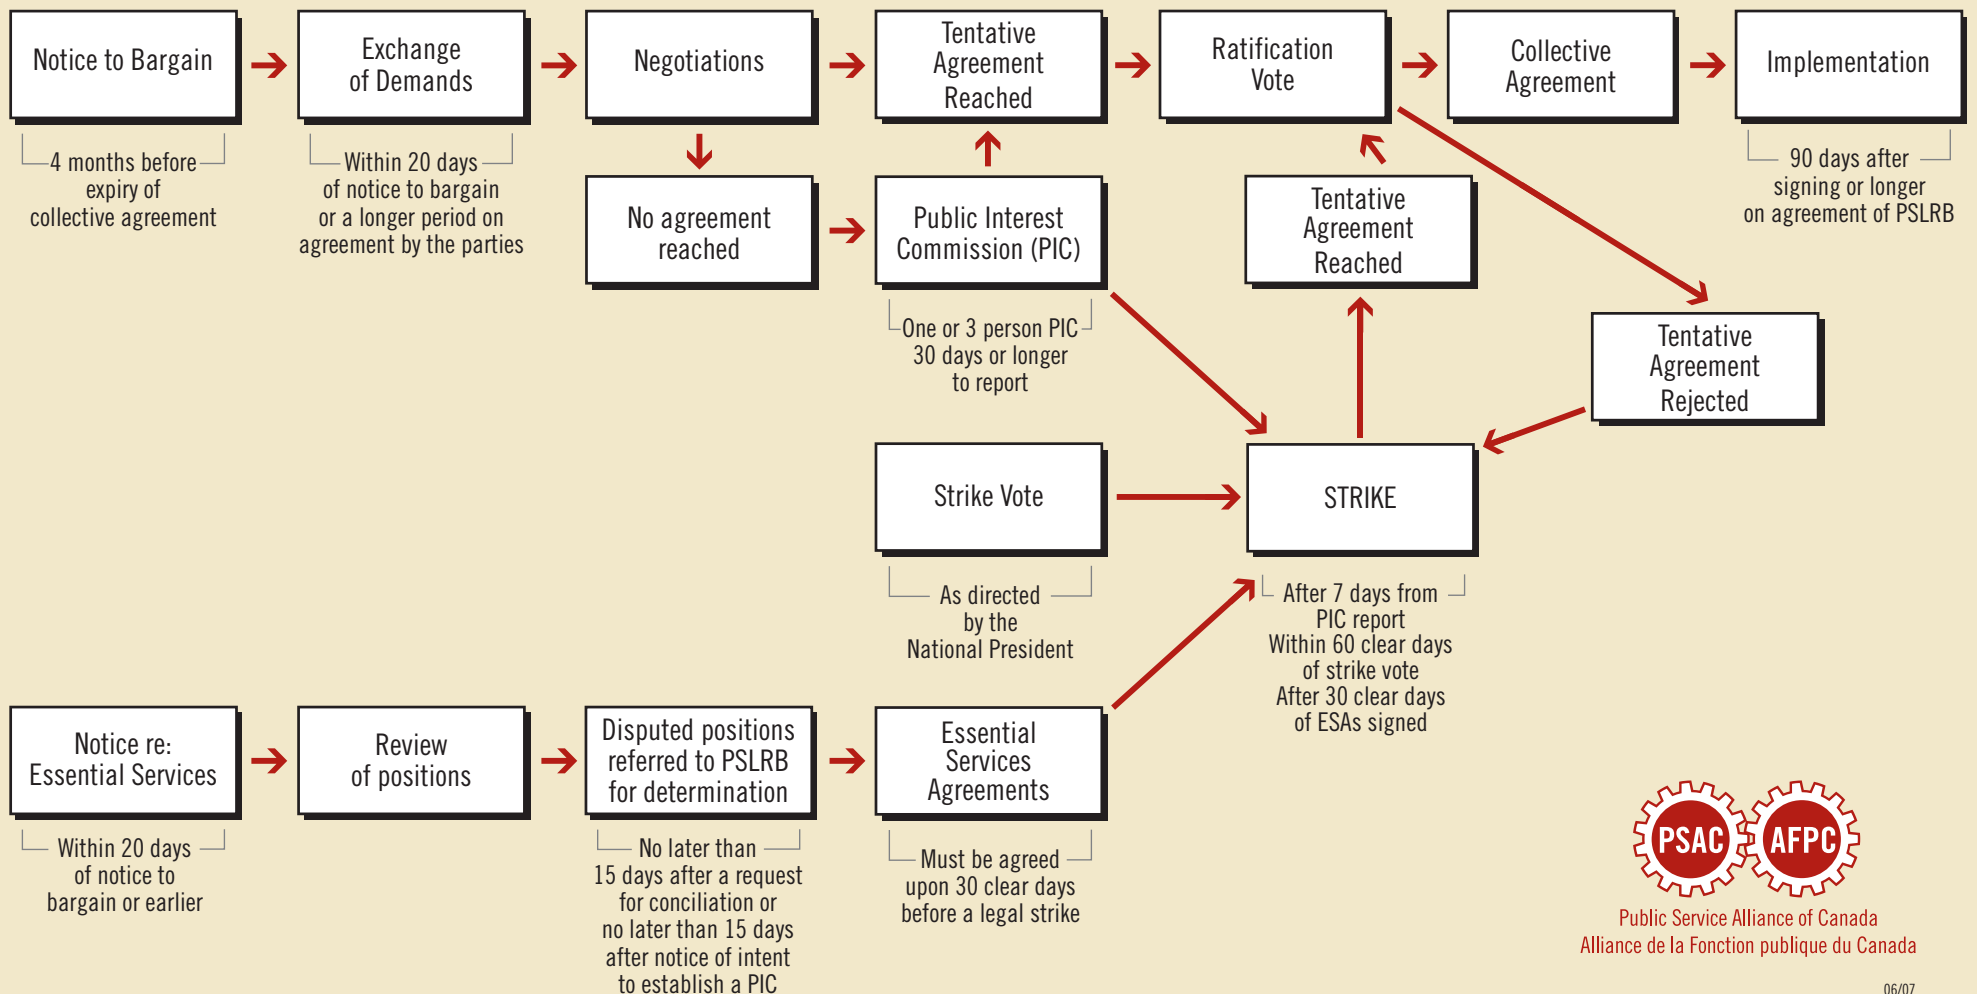 Notice to Bargain
4 months before
expiry of
collective agreement
Exchange
of Demands
Within 20 days
of notice to bargain
or a longer period on
agreement by the parties
Negotiations
Tentative
Agreement
Reached
Ratification
Vote
Collective
Agreement
Implementation
90 days after
signing or longer
on agreement of PSLRB
No agreement
reached
Public Interest
Commission (PIC)
One or 3 person PIC
30 days or longer
to report
Tentative
Agreement
Reached
Tentative
Agreement
Rejected
Strike Vote
As directed
by the
National President
STRIKE
After 7 days from
PIC report
Within 60 clear days
of strike vote
After 30 clear days
of ESAs signed
Notice re:
Essential Services
Within 20 days
of notice to
bargain or earlier
Review
of positions
Disputed positions
referred to PSLRB
for determination
No later than
15 days after a request
for conciliation or
no later than 15 days
after notice of intent
to establish a PIC
Essential
Services
Agreements
Must be agreed
upon 30 clear days
before a legal strike
PSAC AFPC
Public Service Alliance of Canada
Alliance de la Fonction publique du Canada
06/07